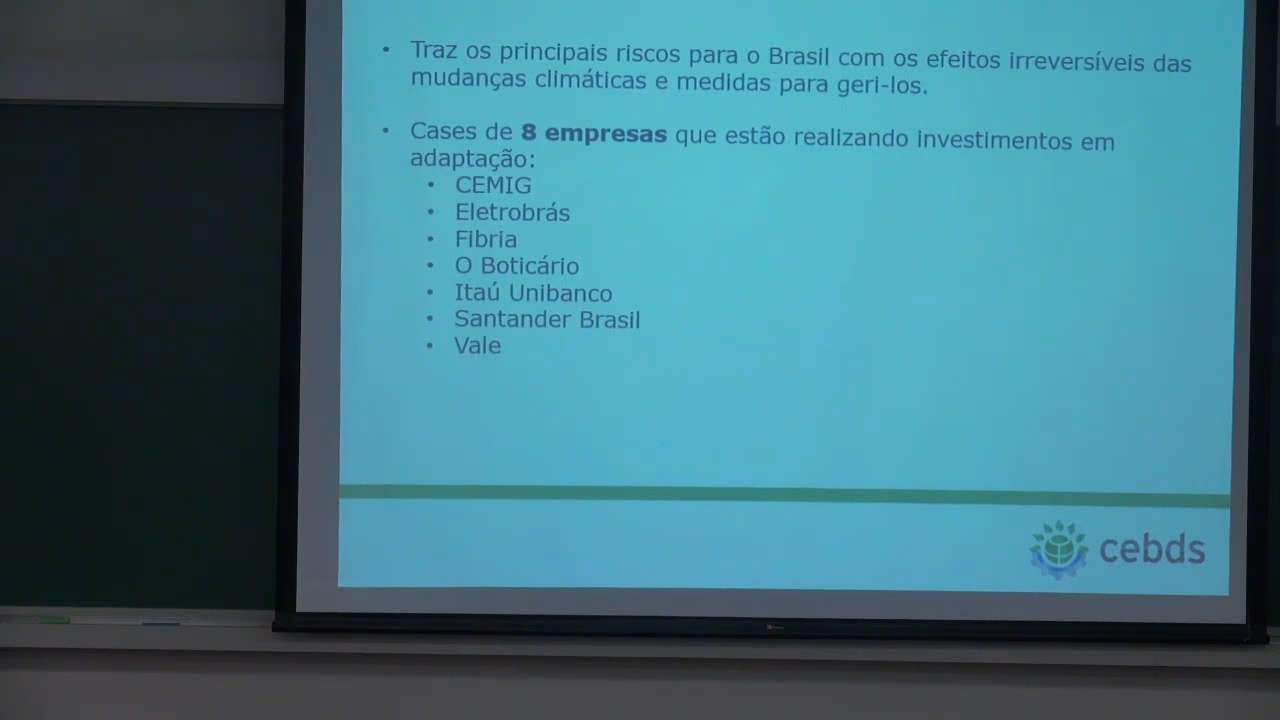 • Traz os principais riscos para o Brasil com os efeitos irreversíveis das
mudanças climáticas e medidas para geri-los.
• Cases de 8 empresas que estão realizando investimentos em
adaptação:
• CEMIG
• Eletrobrás
• Fibria
• O Boticário
• Itaú Unibanco
• Santander Brasil
• Vale
cebds